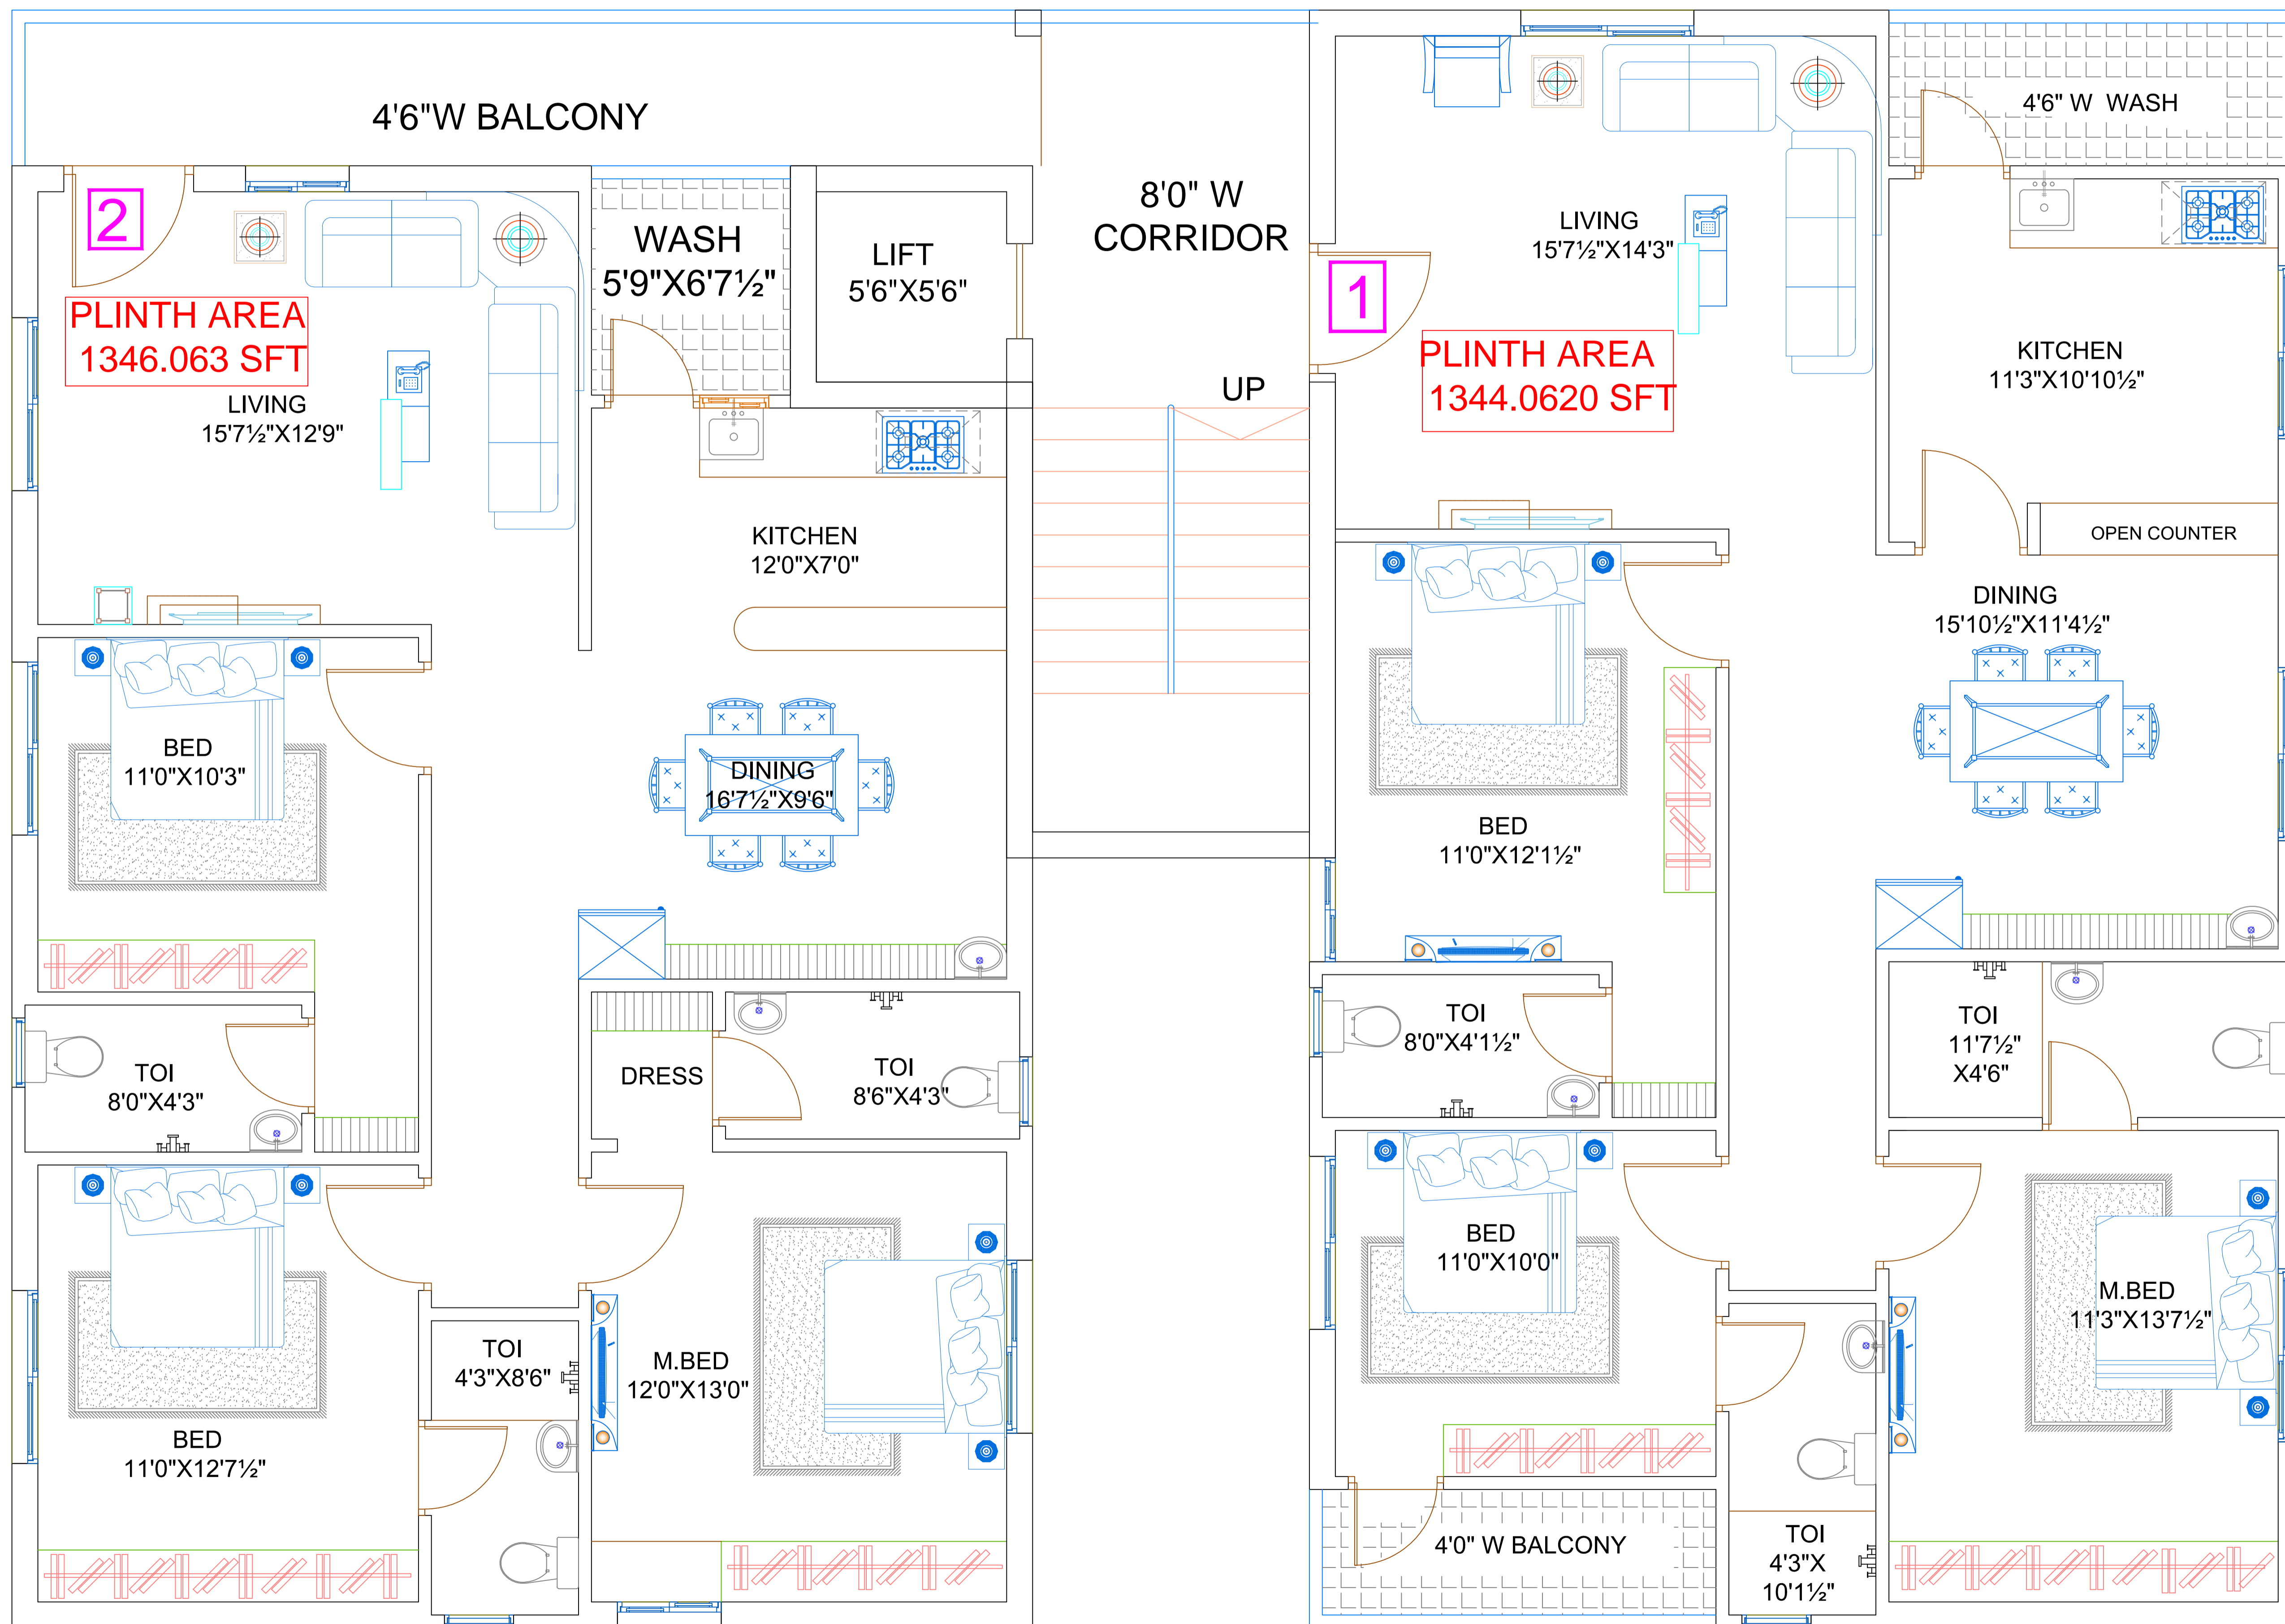 4'6"W BALCONY
2
PLINTH AREA
1346.063 SFT
LIVING
15'7½"X12'9"
WASH
5'9"X6'7½"
LIFT
5'6"X5'6"
KITCHEN
12'0"X7'0"
BED
11'0"X10'3"
DINING
16'7½"X9'6"
TOI
8'0"X4'3"
DRESS
TOI
8'6"X4'3"
BED
11'0"X12'7½"
TOI
4'3"X8'6"
M.BED
12'0"X13'0"
8'0" W
CORRIDOR
UP
1
LIVING
15'7½"X14'3"
PLINTH AREA
1344.0620 SFT
4'6" W WASH
KITCHEN
11'3"X10'10½"
OPEN COUNTER
DINING
15'10½"X11'4½"
BED
11'0"X12'1½"
TOI
8'0"X4'1½"
TOI
11'7½"
X4'6"
BED
11'0"X10'0"
M.BED
11'3"X13'7½"
4'0" W BALCONY
TOI
4'3"X
10'1½"